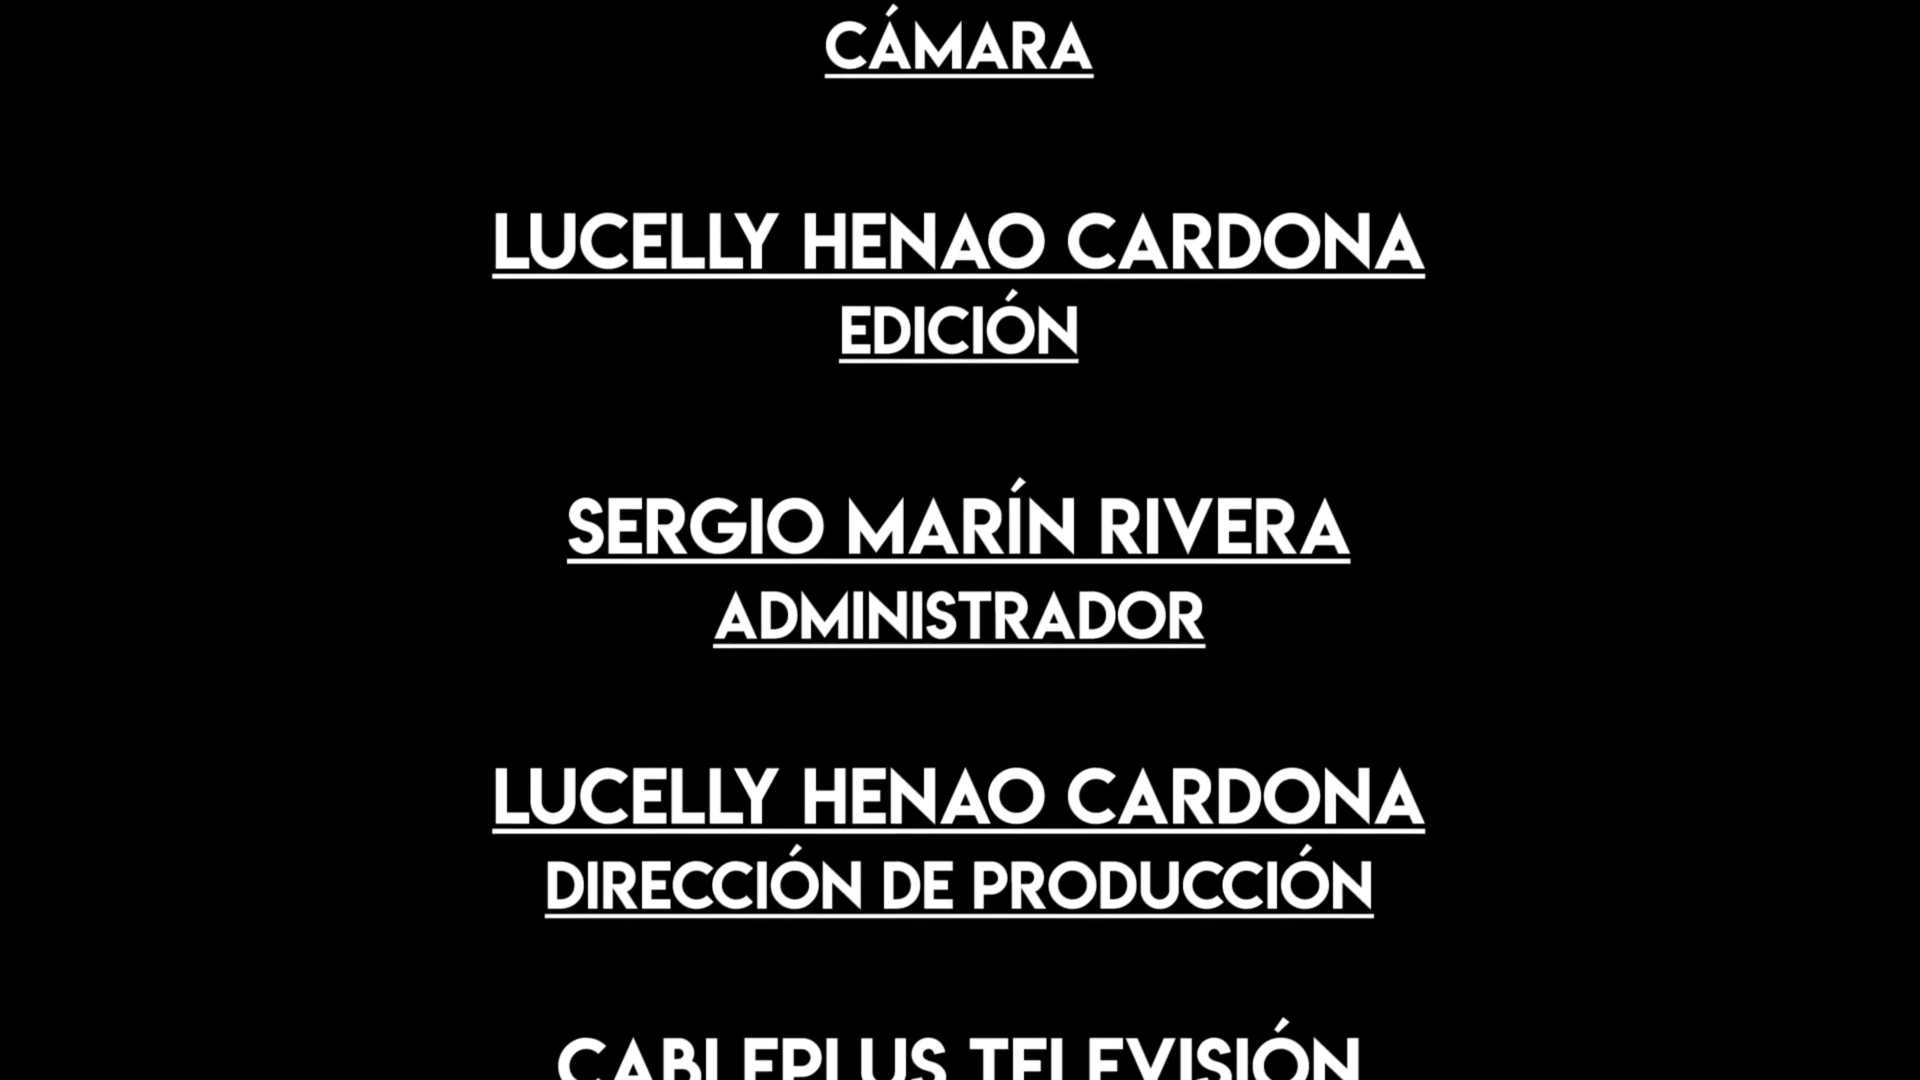 CÁMARA
LUCELLY HENAO CARDONA
EDICIÓN
SERGIO MARÍN RIVERA
ADMINISTRADOR
LUCELLY HENAO CARDONA
DIRECCIÓN DE PRODUCCIÓN
CABLEPLUS TELEVISIÓN